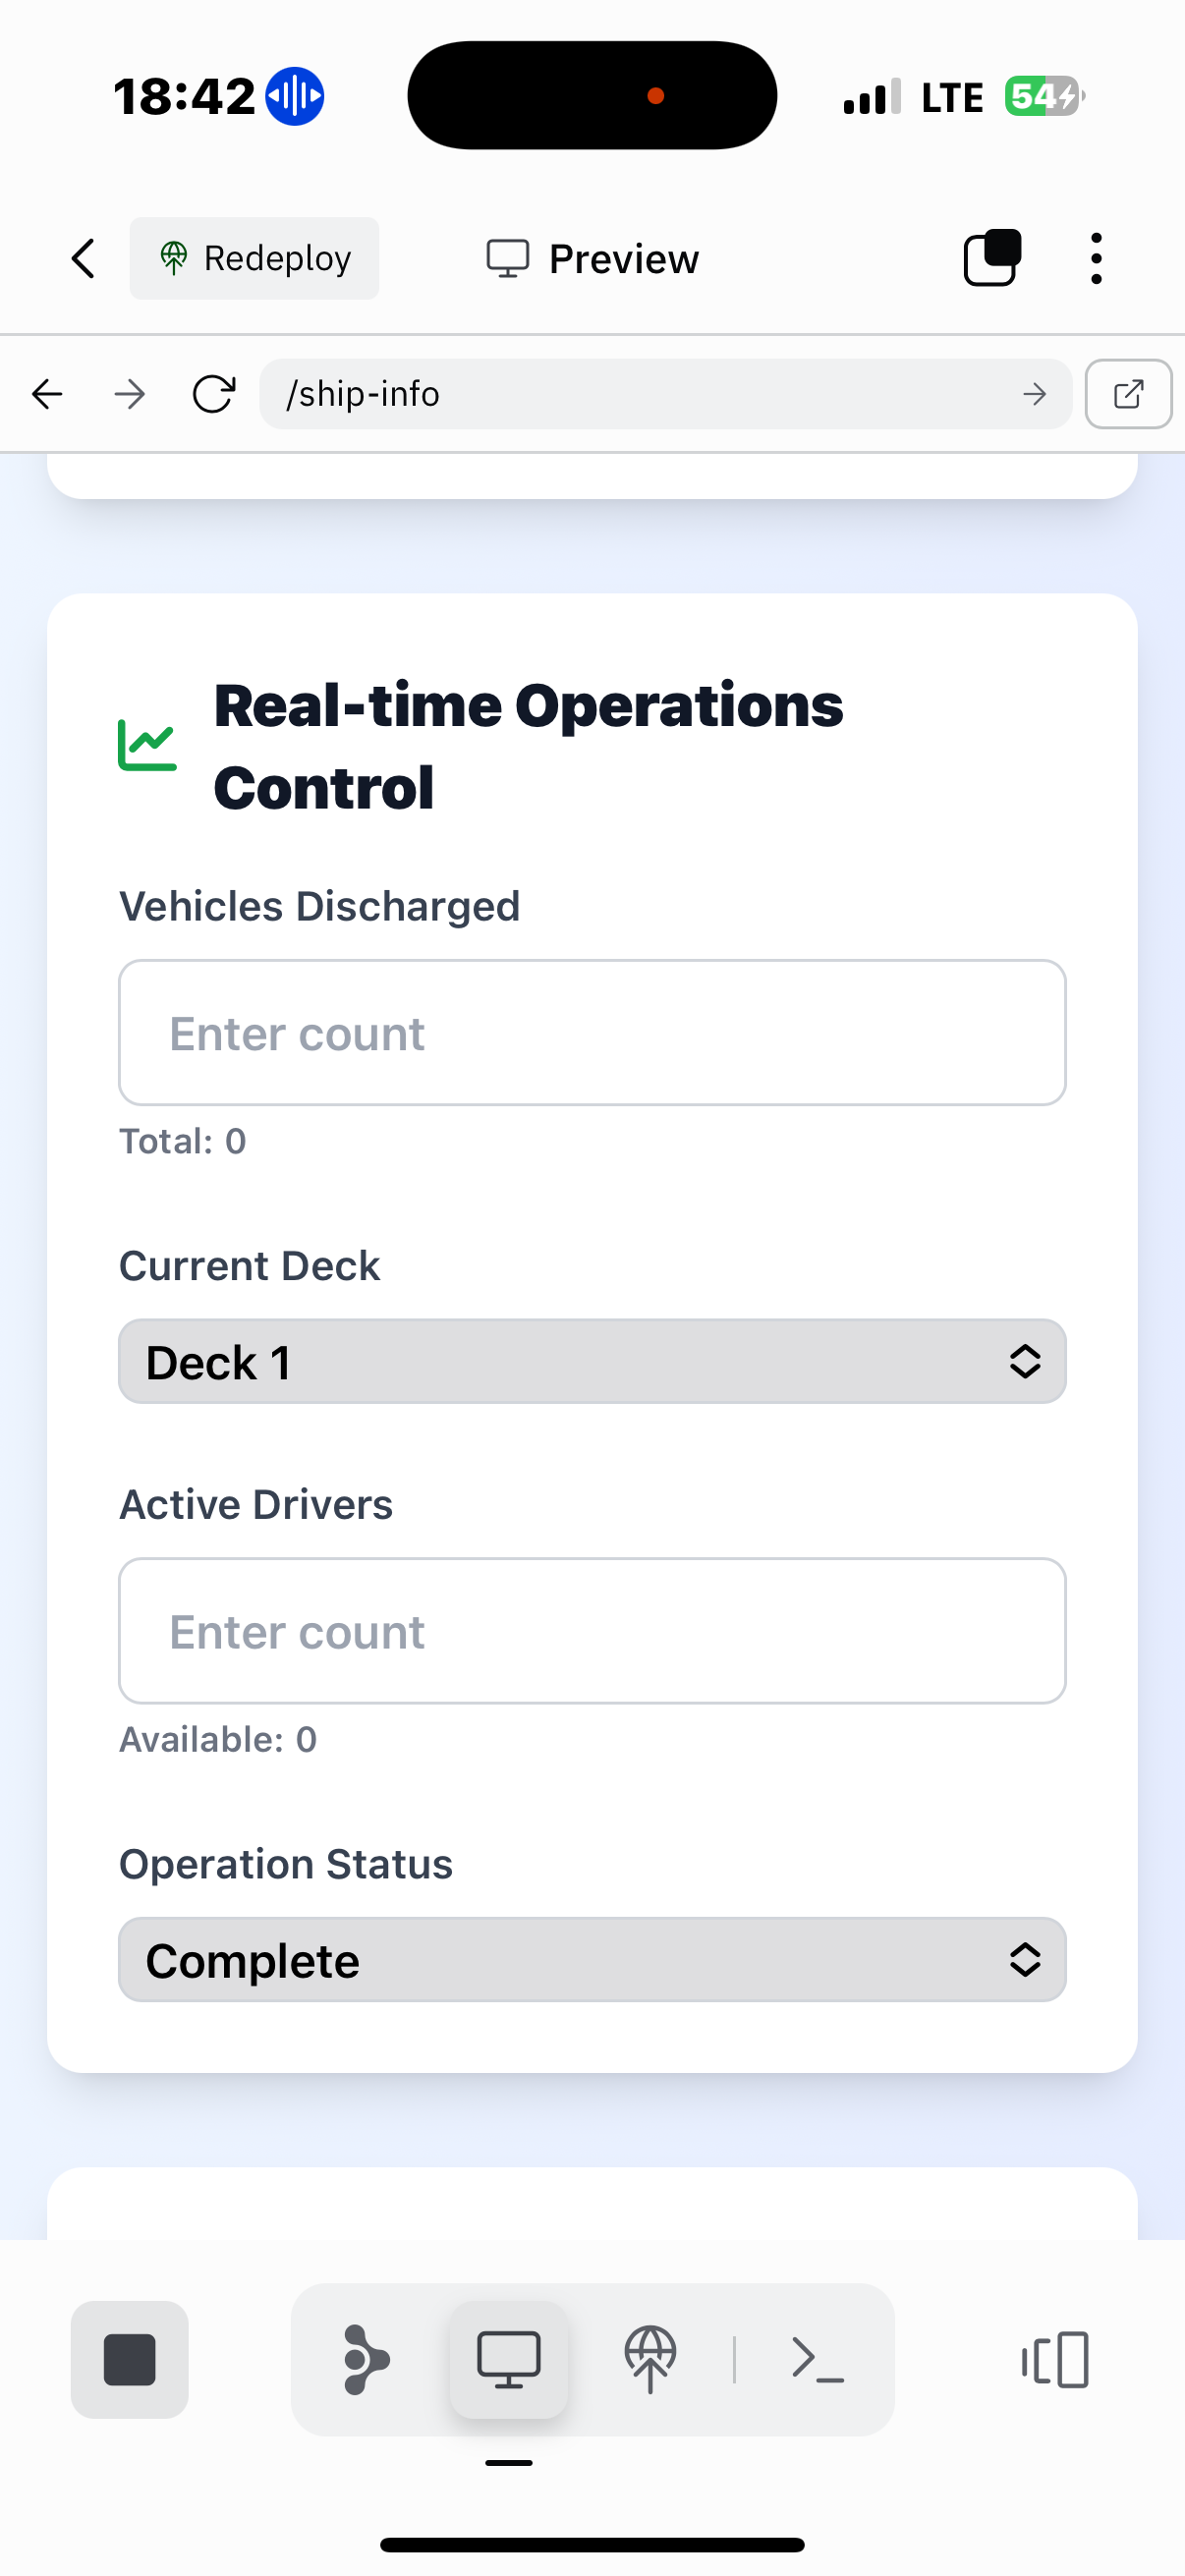 18:42
LTE
54
Redeploy
Preview
/ship-info
Real-time Operations
Control
Vehicles Discharged
Enter count
Total: 0
Current Deck
Deck 1
Active Drivers
Enter count
Available: 0
Operation Status
Complete